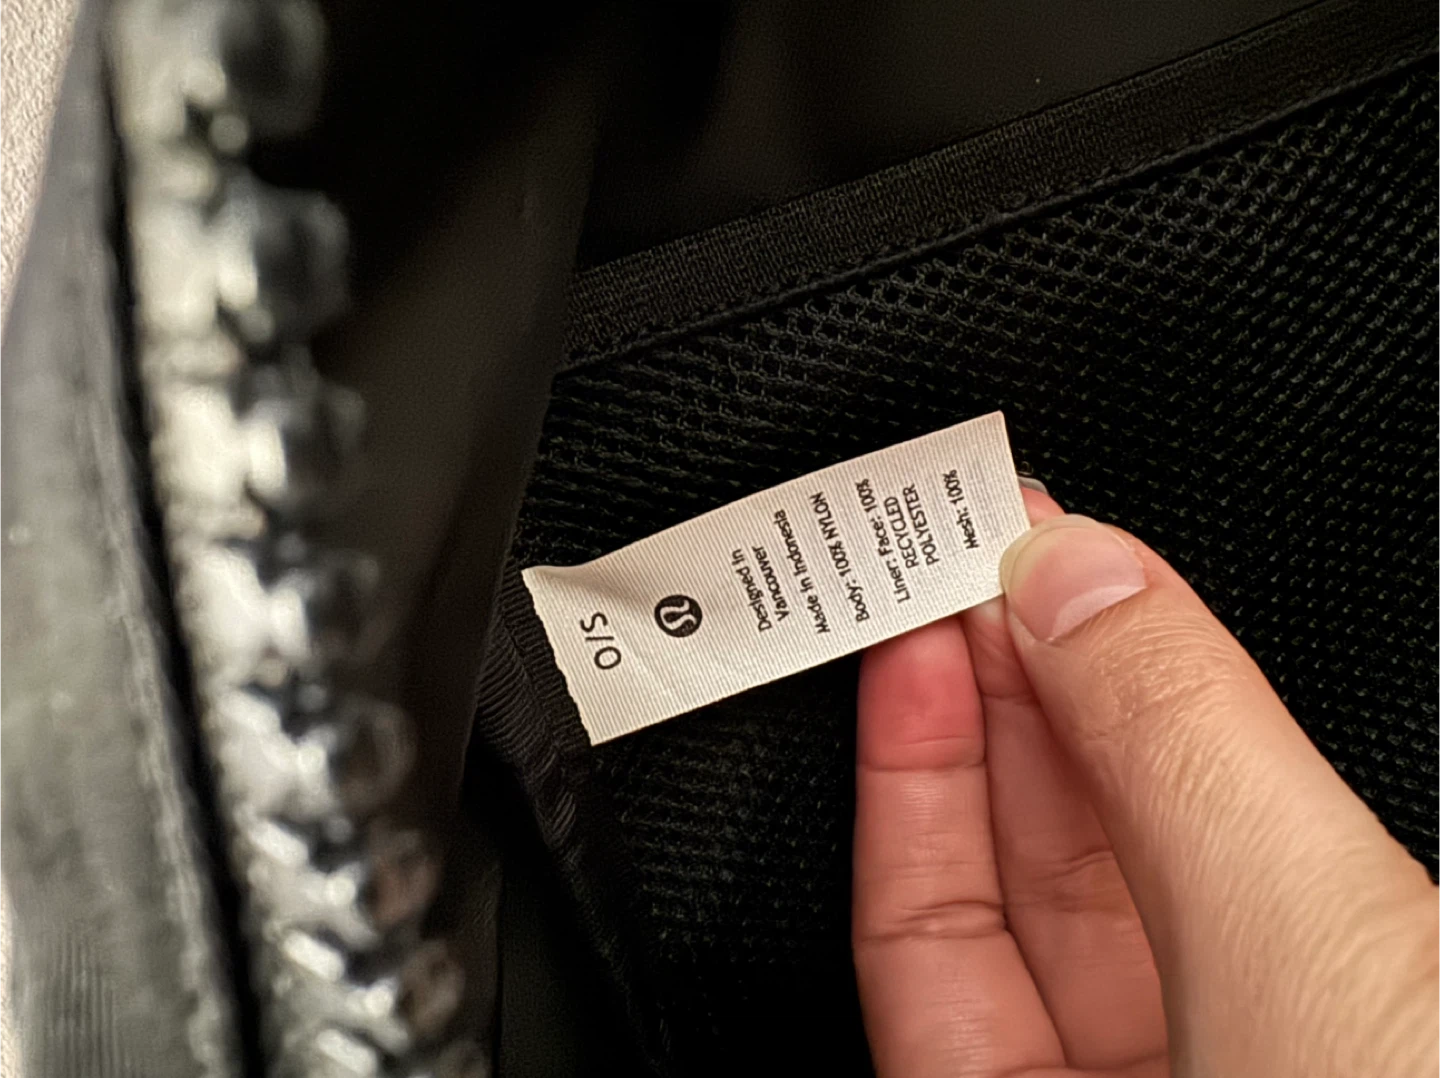 O/S
Designed in
Vancouver
Made in Indonesia
Body: 100% NYLON
Liner: Face: 100%
RECYCLED
POLYESTER
Mesh: 100%